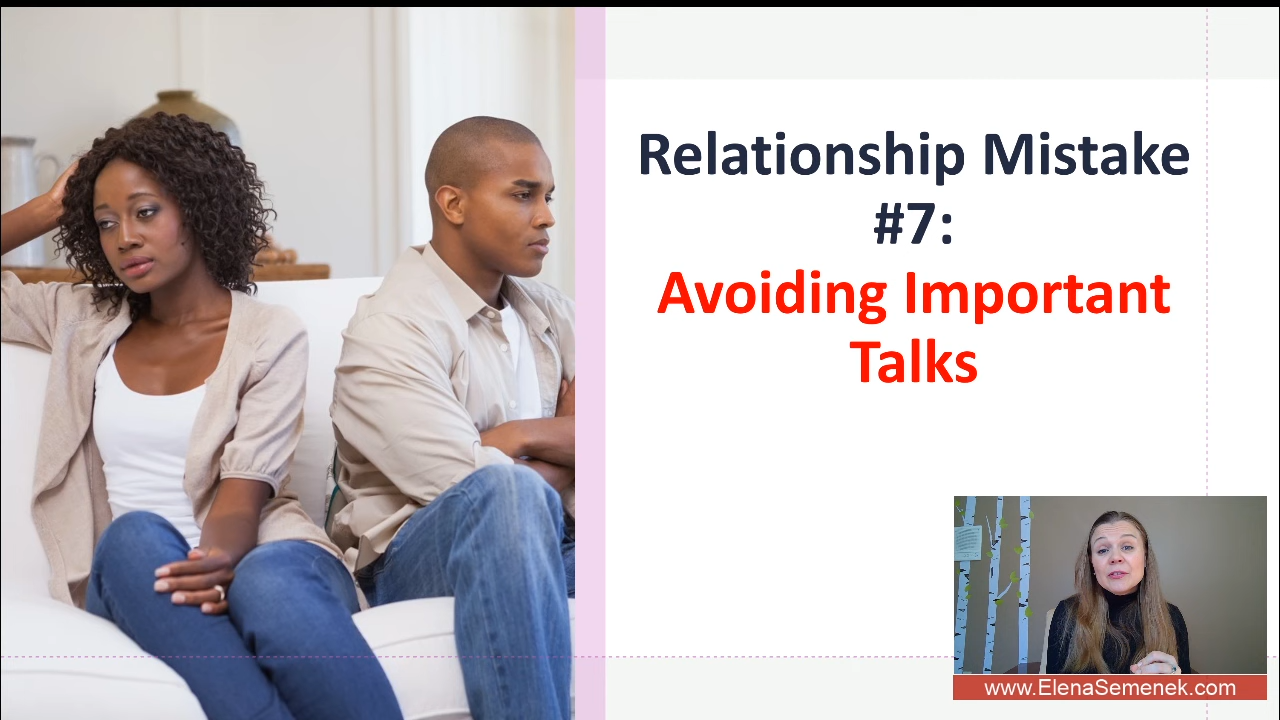 Relationship Mistake
#7:
Avoiding Important
Talks
www.ElenaSemenek.com